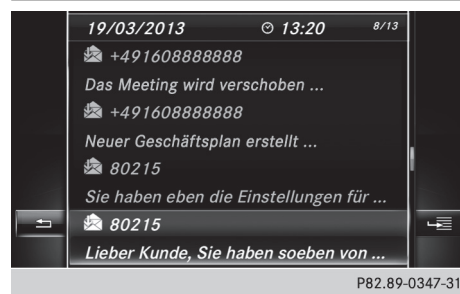 19/03/2013 13:20 8/13
+491608888888
Das Meeting wird verschoben ...
+491608888888
Neuer Geschäftsplan erstellt ...
80215
Sie haben eben die Einstellungen für ...
80215
Lieber Kunde, Sie haben soeben von ...
P82.89-0347-31